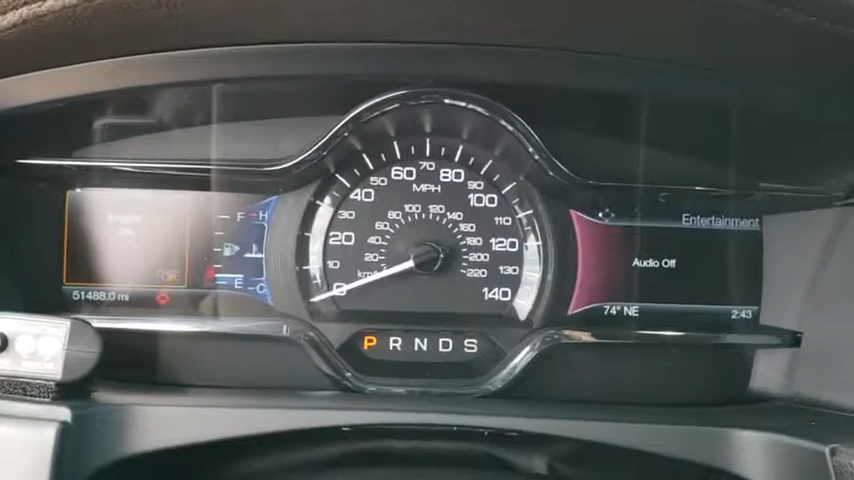 F H
E C
OK
51488.0 mi
0 10 20 30 40 50 60 70 80 90 100 110 120 130 140
MPH
km/h 20 40 60 80 100 120 140 160 180 200 220
P R N D S
Entertainment
Audio Off
74° NE
2:43